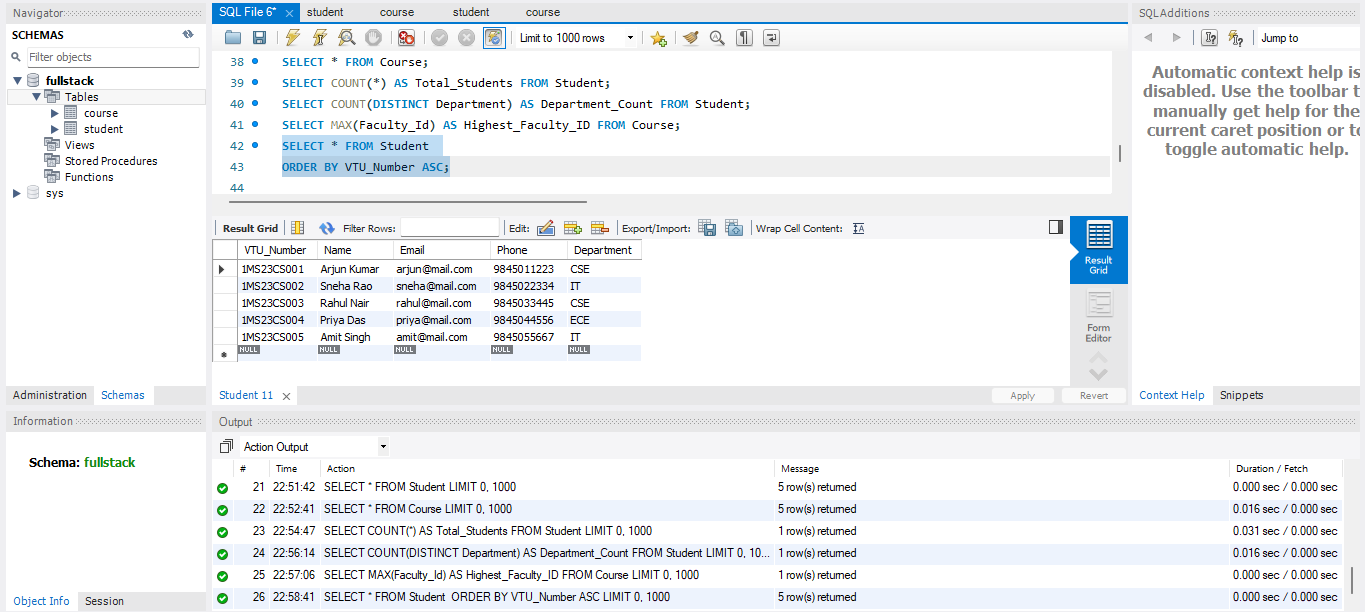 Navigator
SCHEMAS
Filter objects
fullstack
Tables
course
student
Views
Stored Procedures
Functions
sys
Administration Schemas
Information
Schema: fullstack
Object Info Session
SQL File 6* student course student course
Limit to 1000 rows
38 SELECT * FROM Course;
39 SELECT COUNT(*) AS Total_Students FROM Student;
40 SELECT COUNT(DISTINCT Department) AS Department_Count FROM Student;
41 SELECT MAX(Faculty_Id) AS Highest_Faculty_ID FROM Course;
42 SELECT * FROM Student
43 ORDER BY VTU_Number ASC;
44
Result Grid Filter Rows: Edit: Export/Import: Wrap Cell Content:
VTU_Number Name Email Phone Department
1MS23CS001 Arjun Kumar arjun@mail.com 9845011223 CSE
1MS23CS002 Sneha Rao sneha@mail.com 9845022334 IT
1MS23CS003 Rahul Nair rahul@mail.com 9845033445 CSE
1MS23CS004 Priya Das priya@mail.com 9845044556 ECE
1MS23CS005 Amit Singh amit@mail.com 9845055667 IT
NULL NULL NULL NULL NULL
Result
Grid
Form
Editor
Student 11 Apply Revert
SQLAdditions
Jump to
Automatic context help is
disabled. Use the toolbar t
manually get help for the
current caret position or to
toggle automatic help.
Context Help Snippets
Output
Action Output
# Time Action Message Duration / Fetch
21 22:51:42 SELECT * FROM Student LIMIT 0, 1000 5 row(s) returned 0.000 sec / 0.000 sec
22 22:52:41 SELECT * FROM Course LIMIT 0, 1000 5 row(s) returned 0.016 sec / 0.000 sec
23 22:54:47 SELECT COUNT(*) AS Total_Students FROM Student LIMIT 0, 1000 1 row(s) returned 0.031 sec / 0.000 sec
24 22:56:14 SELECT COUNT(DISTINCT Department) AS Department_Count FROM Student LIMIT 0, 10... 1 row(s) returned 0.016 sec / 0.000 sec
25 22:57:06 SELECT MAX(Faculty_Id) AS Highest_Faculty_ID FROM Course LIMIT 0, 1000 1 row(s) returned 0.000 sec / 0.000 sec
26 22:58:41 SELECT * FROM Student ORDER BY VTU_Number ASC LIMIT 0, 1000 5 row(s) returned 0.000 sec / 0.000 sec